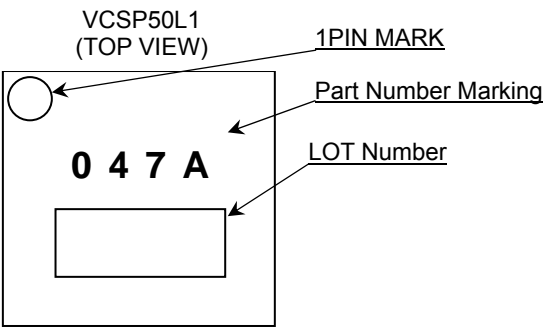 VCSP50L1
(TOP VIEW)
1PIN MARK
Part Number Marking
0 4 7 A
LOT Number